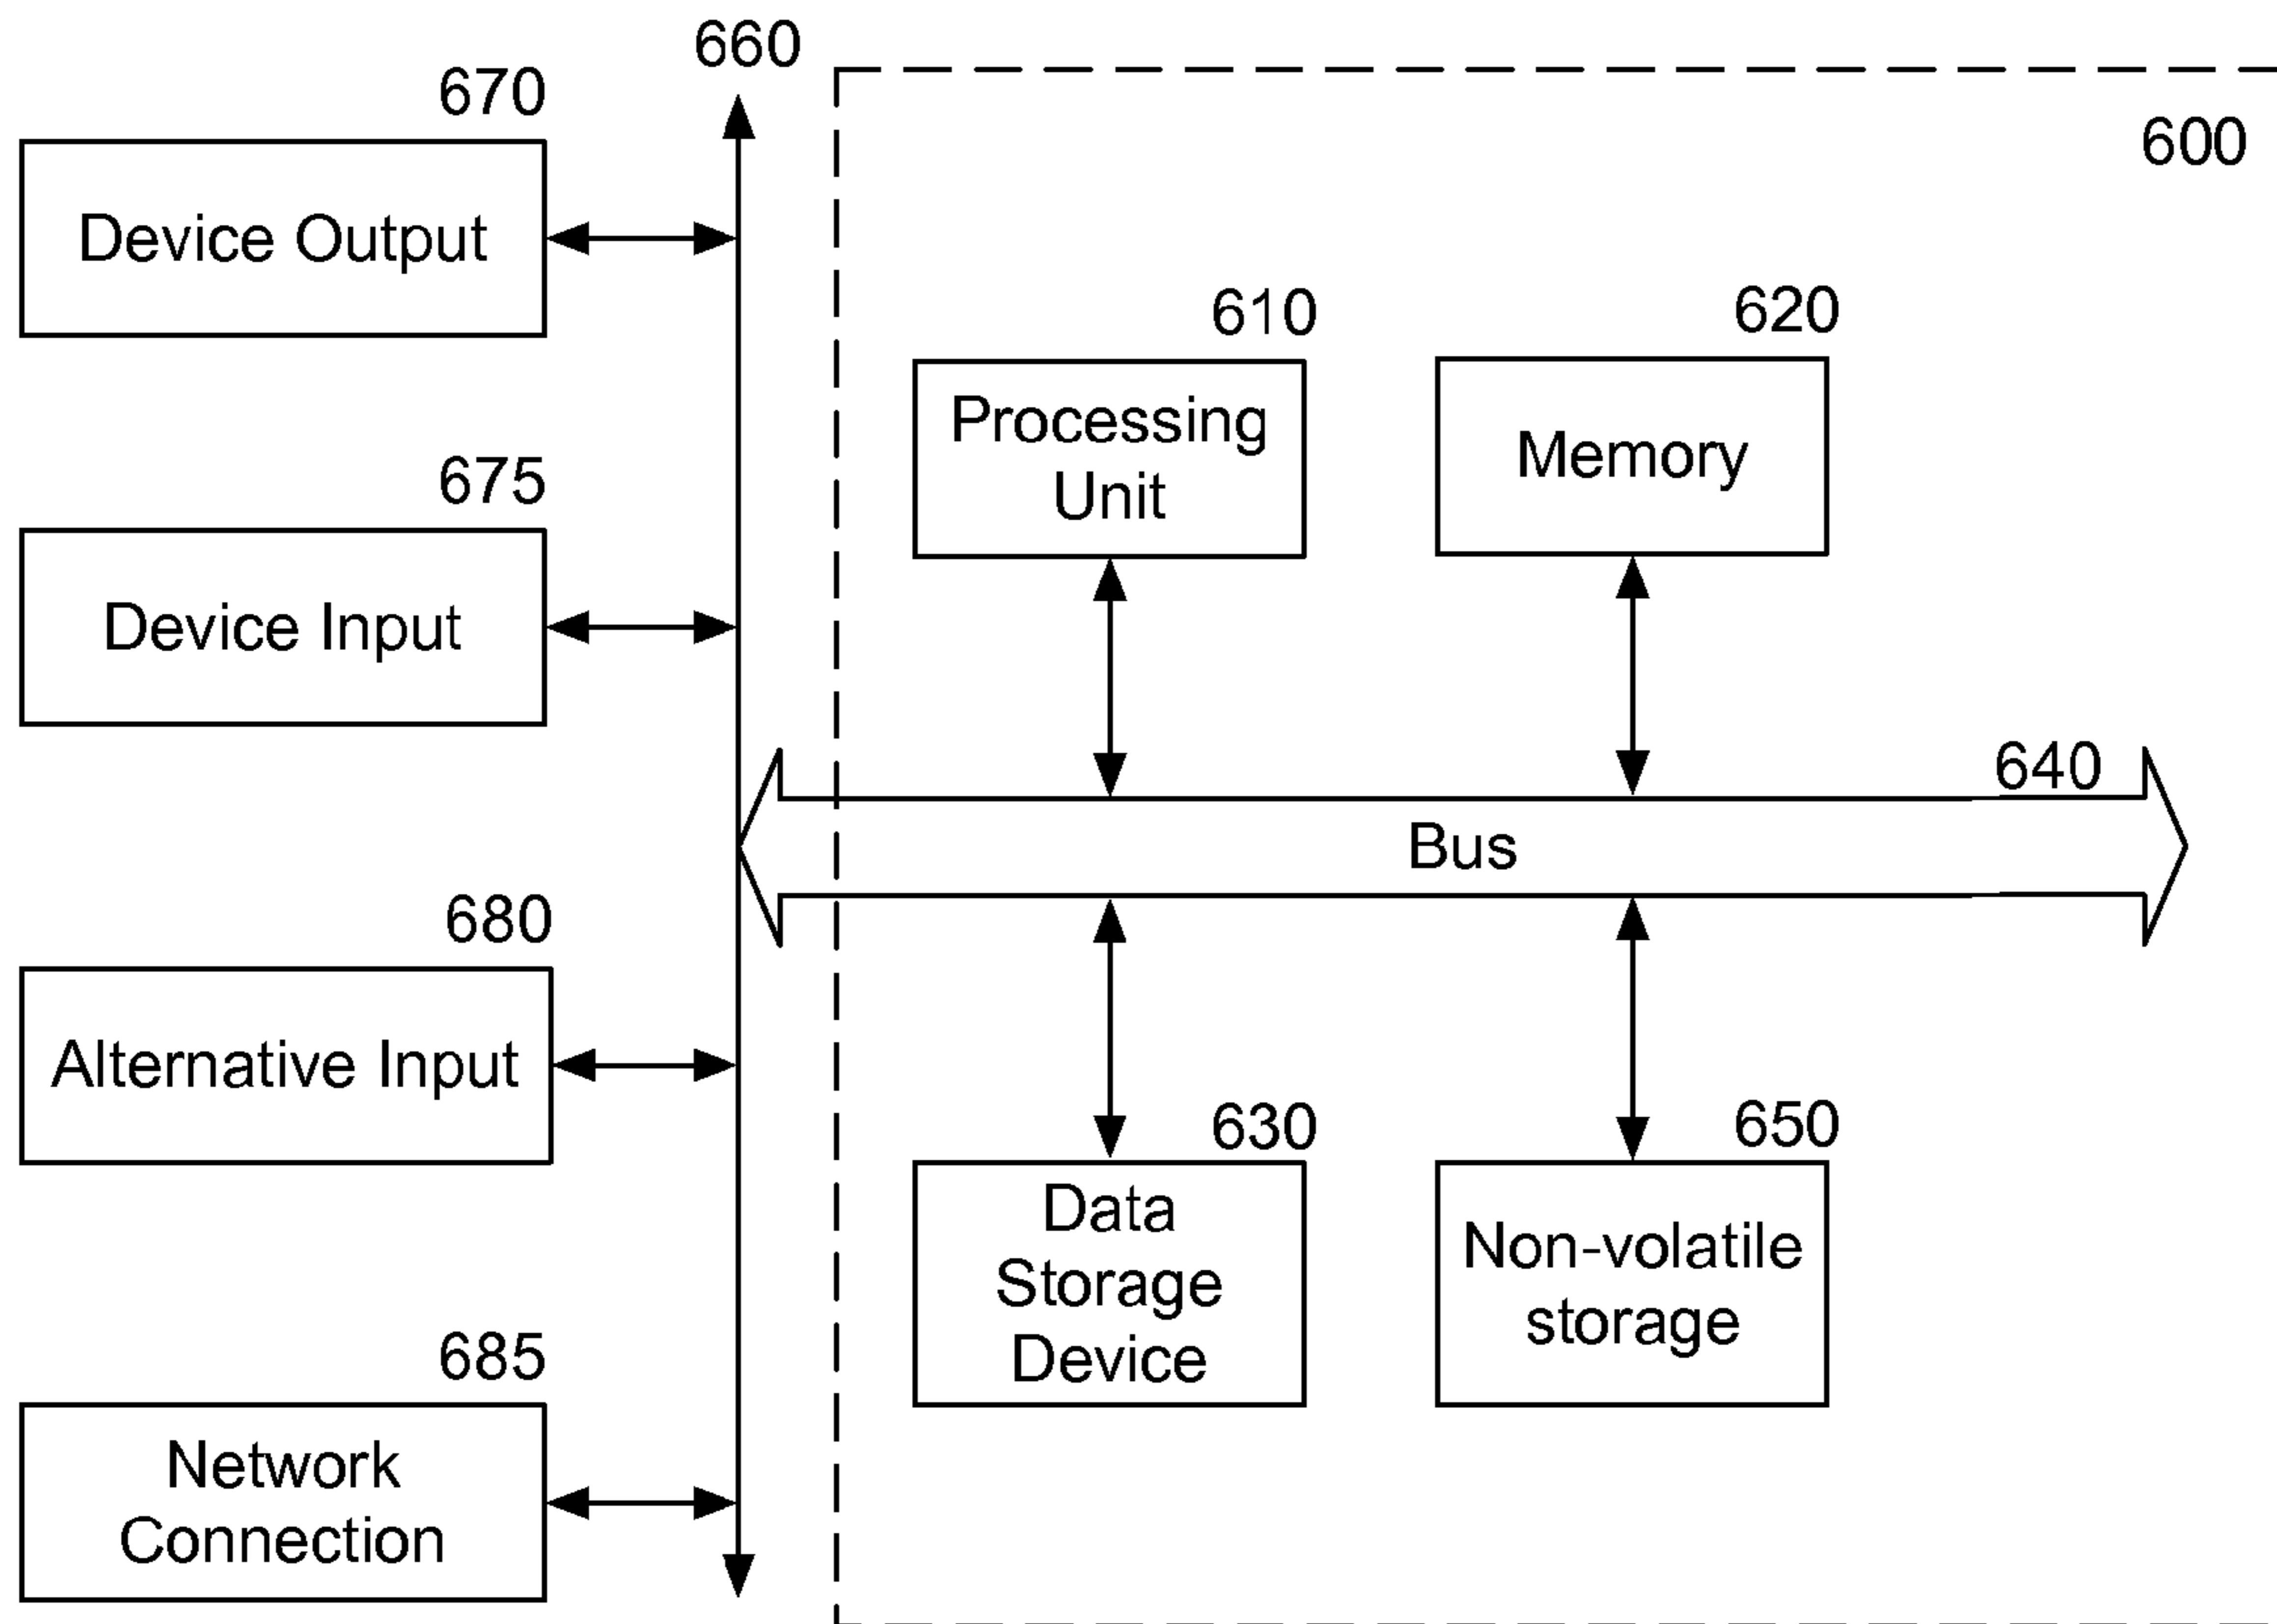 660
670
600
Device Output
610
620
Processing
Unit
Memory
675
Device Input
640
Bus
680
Alternative Input
630
650
Data
Storage
Device
Non-volatile
storage
685
Network
Connection